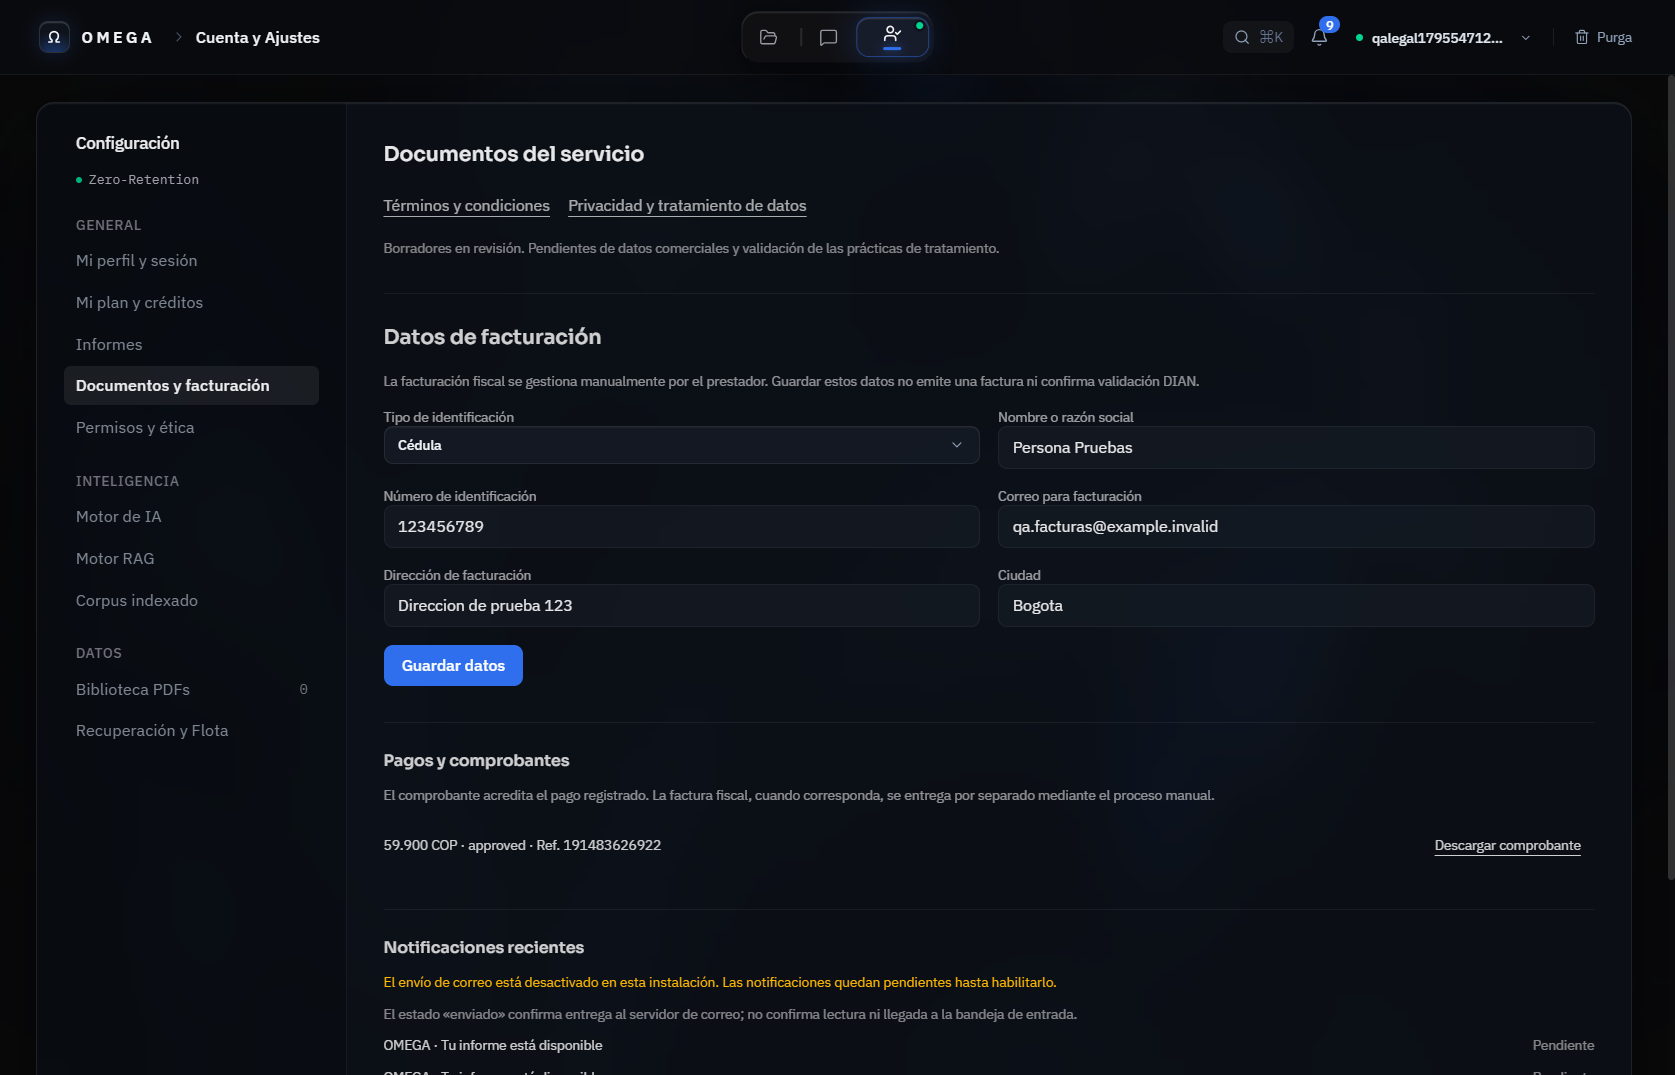 Ω OMEGA > Cuenta y Ajustes
⌘K
9
qalegal179554712...
Purga
Configuración
Zero-Retention
GENERAL
Mi perfil y sesión
Mi plan y créditos
Informes
Documentos y facturación
Permisos y ética
INTELIGENCIA
Motor de IA
Motor RAG
Corpus indexado
DATOS
Biblioteca PDFs 0
Recuperación y Flota
Documentos del servicio
Términos y condiciones Privacidad y tratamiento de datos
Borradores en revisión. Pendientes de datos comerciales y validación de las prácticas de tratamiento.
Datos de facturación
La facturación fiscal se gestiona manualmente por el prestador. Guardar estos datos no emite una factura ni confirma validación DIAN.
Tipo de identificación
Cédula
Nombre o razón social
Persona Pruebas
Número de identificación
123456789
Correo para facturación
qa.facturas@example.invalid
Dirección de facturación
Direccion de prueba 123
Ciudad
Bogota
Guardar datos
Pagos y comprobantes
El comprobante acredita el pago registrado. La factura fiscal, cuando corresponda, se entrega por separado mediante el proceso manual.
59.900 COP · approved · Ref. 191483626922 Descargar comprobante
Notificaciones recientes
El envío de correo está desactivado en esta instalación. Las notificaciones quedan pendientes hasta habilitarlo.
El estado «enviado» confirma entrega al servidor de correo; no confirma lectura ni llegada a la bandeja de entrada.
OMEGA · Tu informe está disponible Pendiente